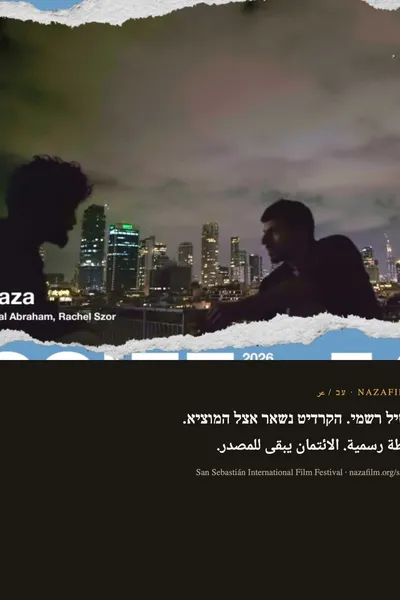 aza
al Abraham, Rachel Szor
2026
עב / عر · NAZAFI
יל רשמי. הקרדיט נשאר אצל המוציא.
طة رسمية. الائتمان يبقى للمصدر.
San Sebastián International Film Festival · nazafilm.org/s